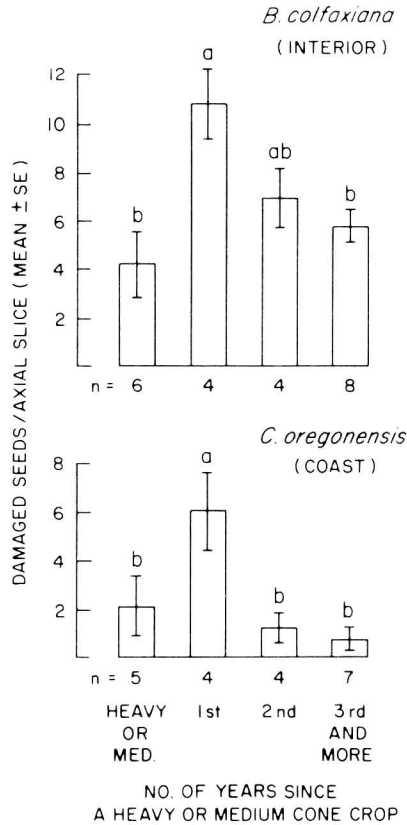 B. colfaxiana
(INTERIOR)
12
10
8
6
4
2
b
a
ab
b
n = 6 4 4 8
DAMAGED SEEDS/AXIAL SLICE (MEAN ± SE)
C. oregonensis
(COAST)
8
6
4
2
b
a
b
b
n = 5 4 4 7
HEAVY OR MED.
1st
2nd
3rd AND MORE
NO. OF YEARS SINCE
A HEAVY OR MEDIUM CONE CROP